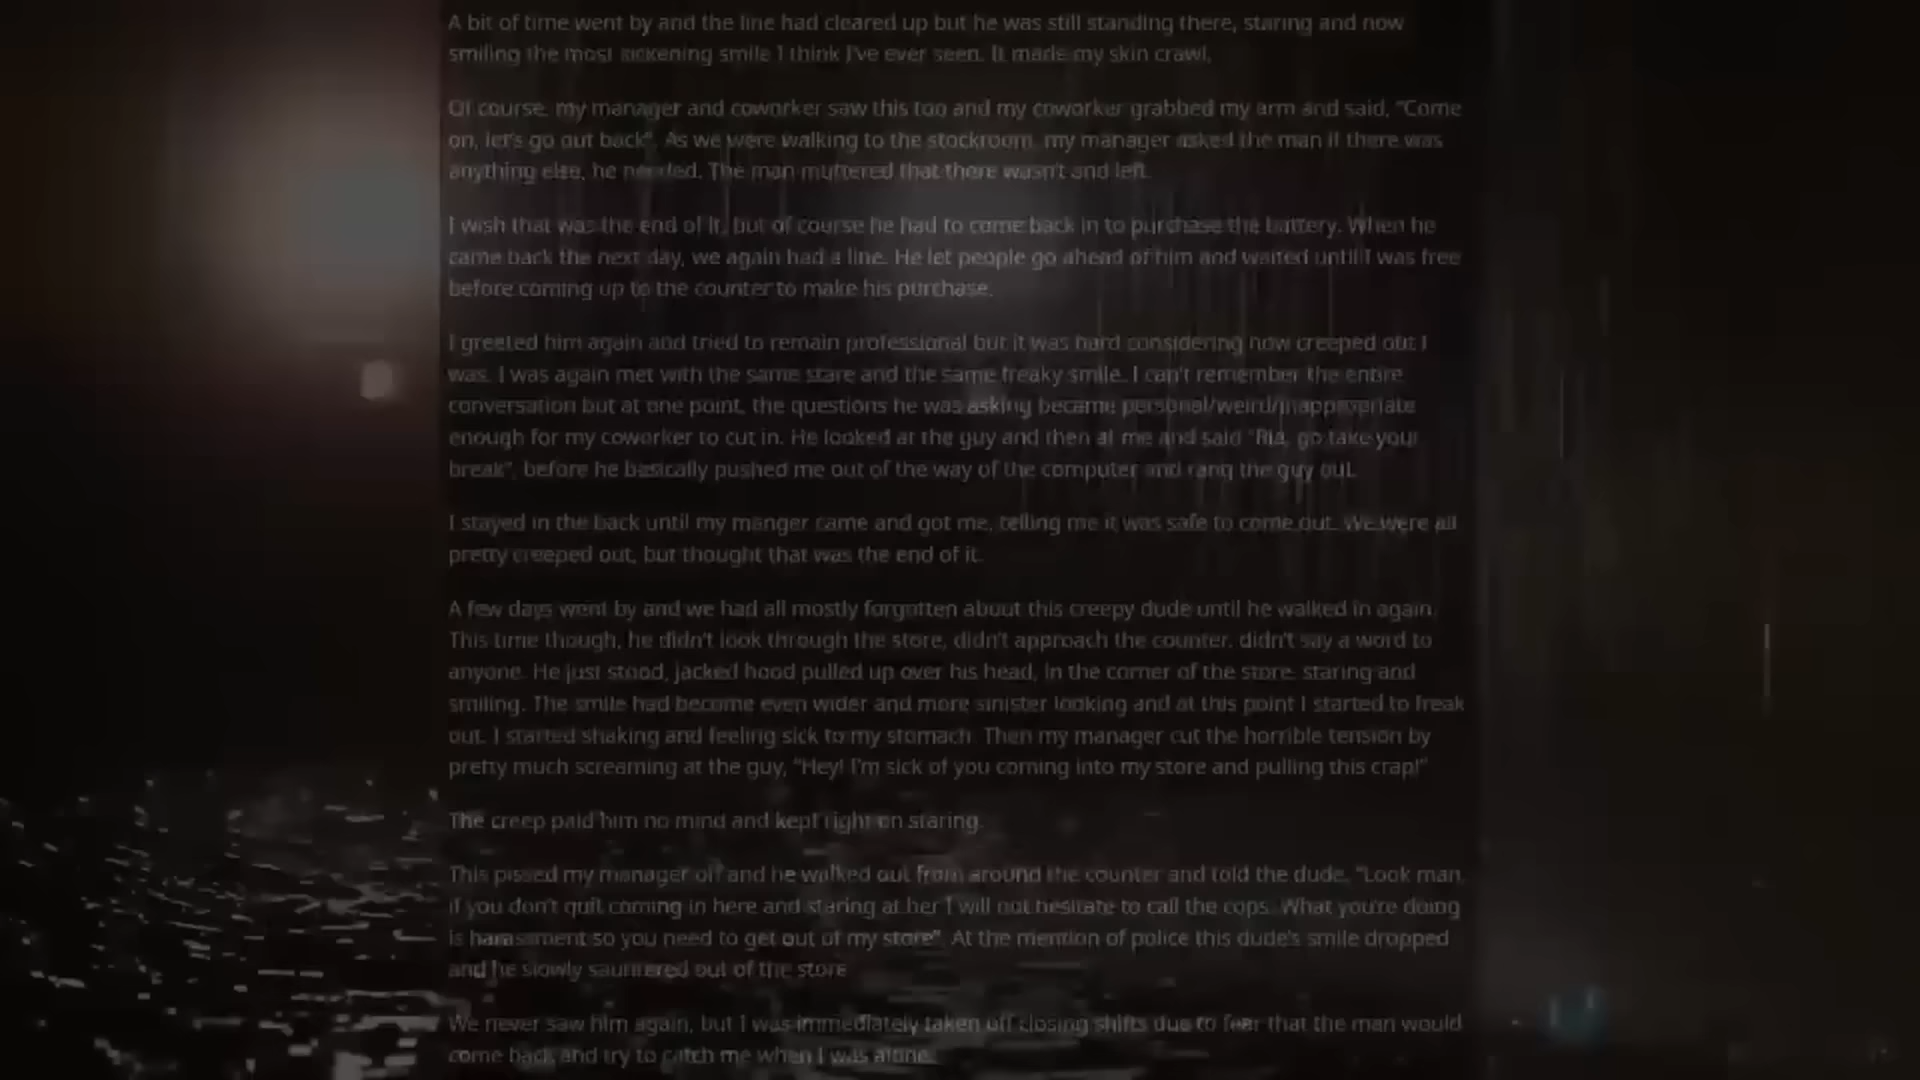 A bit of time went by and the line had cleared up but he was still standing there, staring and now
smiling the most sickening smile I think I've ever seen. It made my skin crawl.
Of course, my manager and coworker saw this too and my coworker grabbed my arm and said, "Come
on, let's go out back". As we were walking to the stockroom, my manager asked the man if there was
anything else, he needed. The man muttered that there wasn't and left.
I wish that was the end of it, but of course he had to come back in to purchase the battery. When he
came back the next day, we again had a line. He let people go ahead of him and waited until I was free
before coming up to the counter to make his purchase.
I greeted him again and tried to remain professional but it was hard considering how creeped out I
was. I was again met with the same stare and the same freaky smile. I can't remember the entire
conversation but at one point, the questions he was asking became personal/weird/inappropriate
enough for my coworker to cut in. He looked at the guy and then at me and said "Ria, go take your
break", before he basically pushed me out of the way of the computer and rang the guy out.
I stayed in the back until my manger came and got me, telling me it was safe to come out. We were all
pretty creeped out, but thought that was the end of it.
A few days went by and we had all mostly forgotten about this creepy dude until he walked in again.
This time though, he didn't look through the store, didn't approach the counter, didn't say a word to
anyone. He just stood, jacked hood pulled up over his head, in the corner of the store, staring and
smiling. The smile had become even wider and more sinister looking and at this point I started to freak
out. I started shaking and feeling sick to my stomach. Then my manager cut the horrible tension by
pretty much screaming at the guy, "Hey! I'm sick of you coming into my store and pulling this crap!"
The creep paid him no mind and kept right on staring.
This pissed my manager off and he walked out from around the counter and told the dude, "Look man,
if you don't quit coming in here and staring at her I will not hesitate to call the cops. What you're doing
is harassment so you need to get out of my store". At the mention of police this dude's smile dropped
and he slowly sauntered out of the store
We never saw him again, but I was immediately taken off closing shifts due to fear that the man would
come back and try to catch me when I was alone.